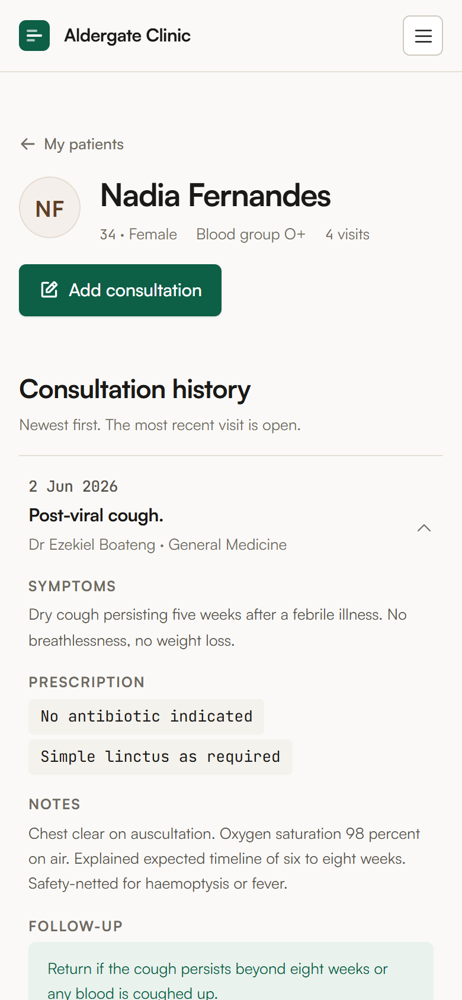 Aldergate Clinic
My patients
NF
Nadia Fernandes
34 • Female Blood group O+ 4 visits
Add consultation
Consultation history
Newest first. The most recent visit is open.
2 Jun 2026
Post-viral cough.
Dr Ezekiel Boateng • General Medicine
SYMPTOMS
Dry cough persisting five weeks after a febrile illness. No
breathlessness, no weight loss.
PRESCRIPTION
No antibiotic indicated
Simple linctus as required
NOTES
Chest clear on auscultation. Oxygen saturation 98 percent
on air. Explained expected timeline of six to eight weeks.
Safety-netted for haemoptysis or fever.
FOLLOW-UP
Return if the cough persists beyond eight weeks or
any blood is coughed up.